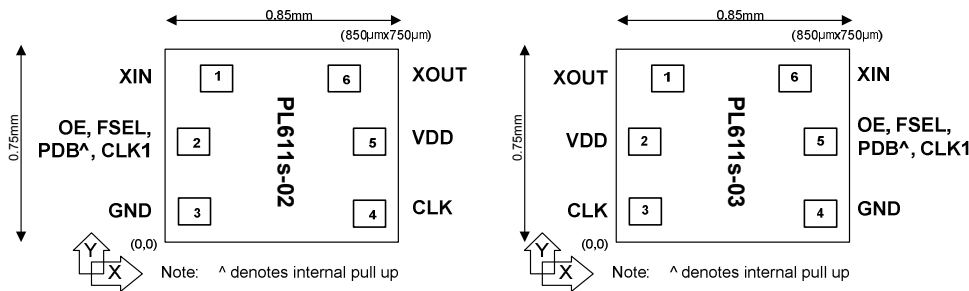 0.85mm
(850µmx750µm)
0.75mm
XIN
1
6
XOUT
OE, FSEL,
PDB^, CLK1
2
5
VDD
GND
3
4
CLK
PL611s-02
(0,0)
Y
X
Note: ^ denotes internal pull up
0.85mm
(850µmx750µm)
0.75mm
XOUT
1
6
XIN
VDD
2
5
OE, FSEL,
PDB^, CLK1
CLK
3
4
GND
PL611s-03
(0,0)
Y
X
Note: ^ denotes internal pull up